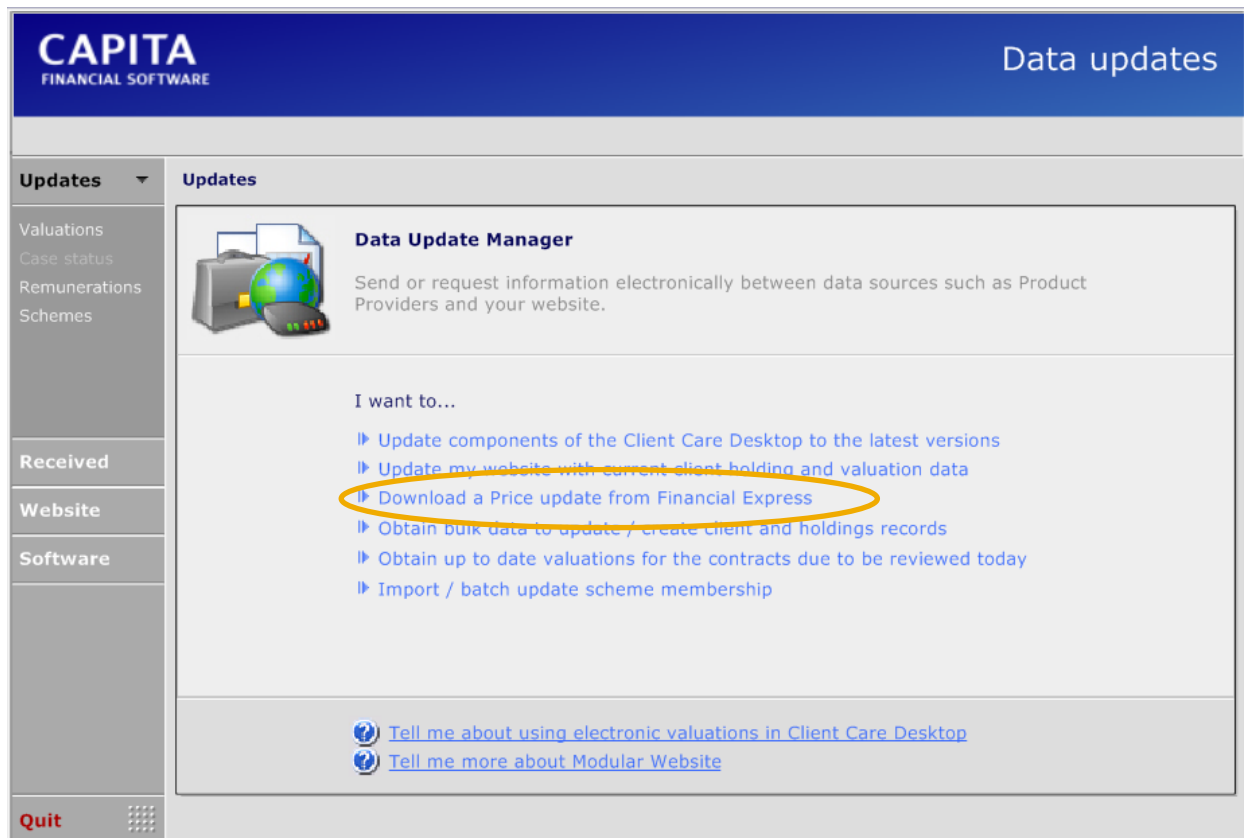 CAPITA
FINANCIAL SOFTWARE
Data updates
Updates
Updates
Valuations
Case status
Remunerations
Schemes
Received
Website
Software
Quit
Data Update Manager
Send or request information electronically between data sources such as Product
Providers and your website.
I want to...
Update components of the Client Care Desktop to the latest versions
Update my website with current client holding and valuation data
Download a Price update from Financial Express
Obtain bulk data to update / create client and holdings records
Obtain up to date valuations for the contracts due to be reviewed today
Import / batch update scheme membership
Tell me about using electronic valuations in Client Care Desktop
Tell me more about Modular Website